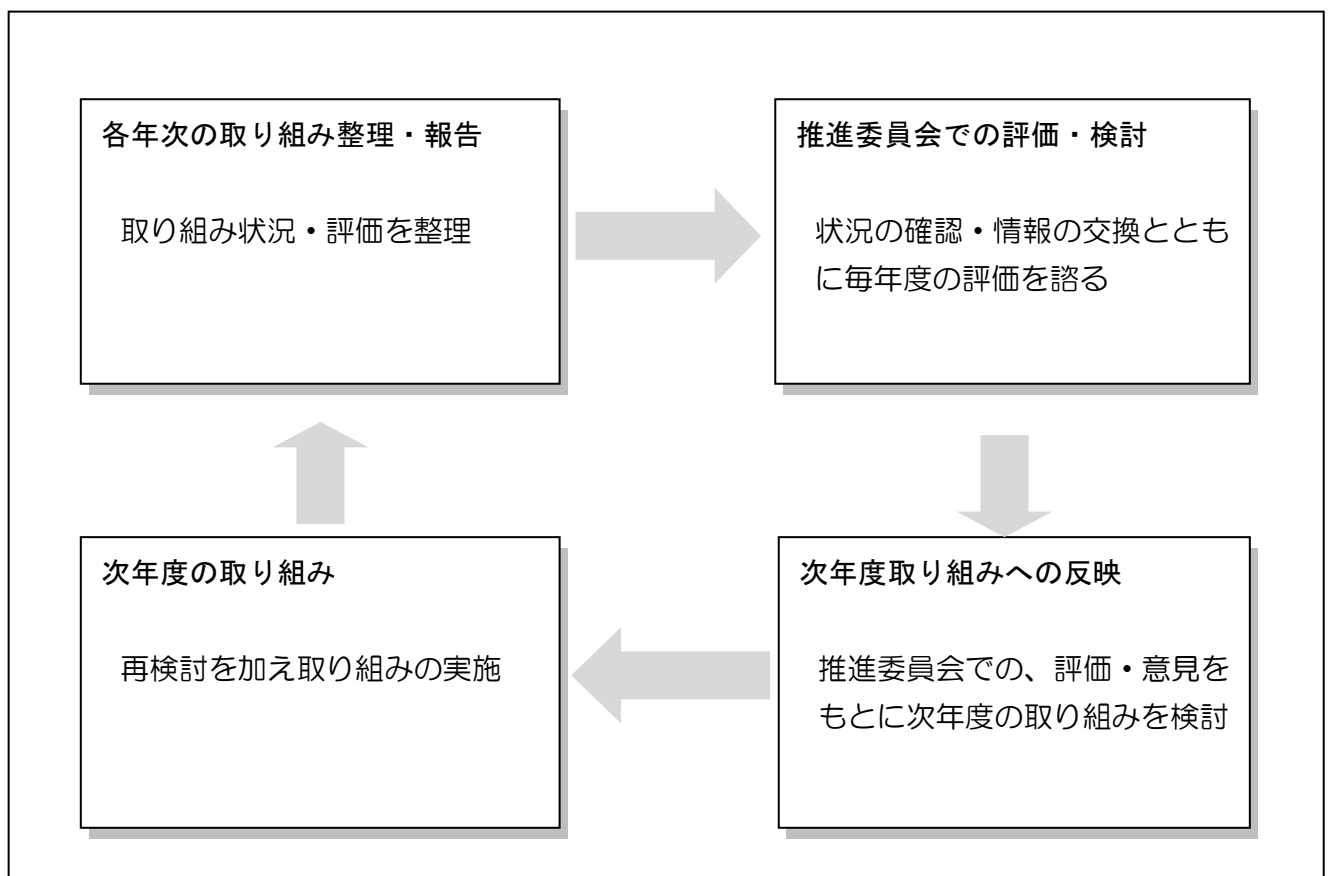 各年次の取り組み整理・報告
取り組み状況・評価を整理
推進委員会での評価・検討
状況の確認・情報の交換ととも
に毎年度の評価を諮る
次年度の取り組み
再検討を加え取り組みの実施
次年度取り組みへの反映
推進委員会での、評価・意見を
もとに次年度の取り組みを検討